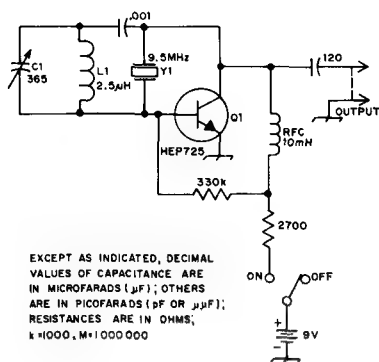 .001
C1
365
L1
2.5µH
9.5MHz
Y1
Q1
HEP725
120
OUTPUT
RFC
10mH
330k
2700
ON
OFF
+
9V
−
EXCEPT AS INDICATED, DECIMAL
VALUES OF CAPACITANCE ARE
IN MICROFARADS (µF); OTHERS
ARE IN PICOFARADS (pF OR µµF);
RESISTANCES ARE IN OHMS;
k=1000, M=1 000 000